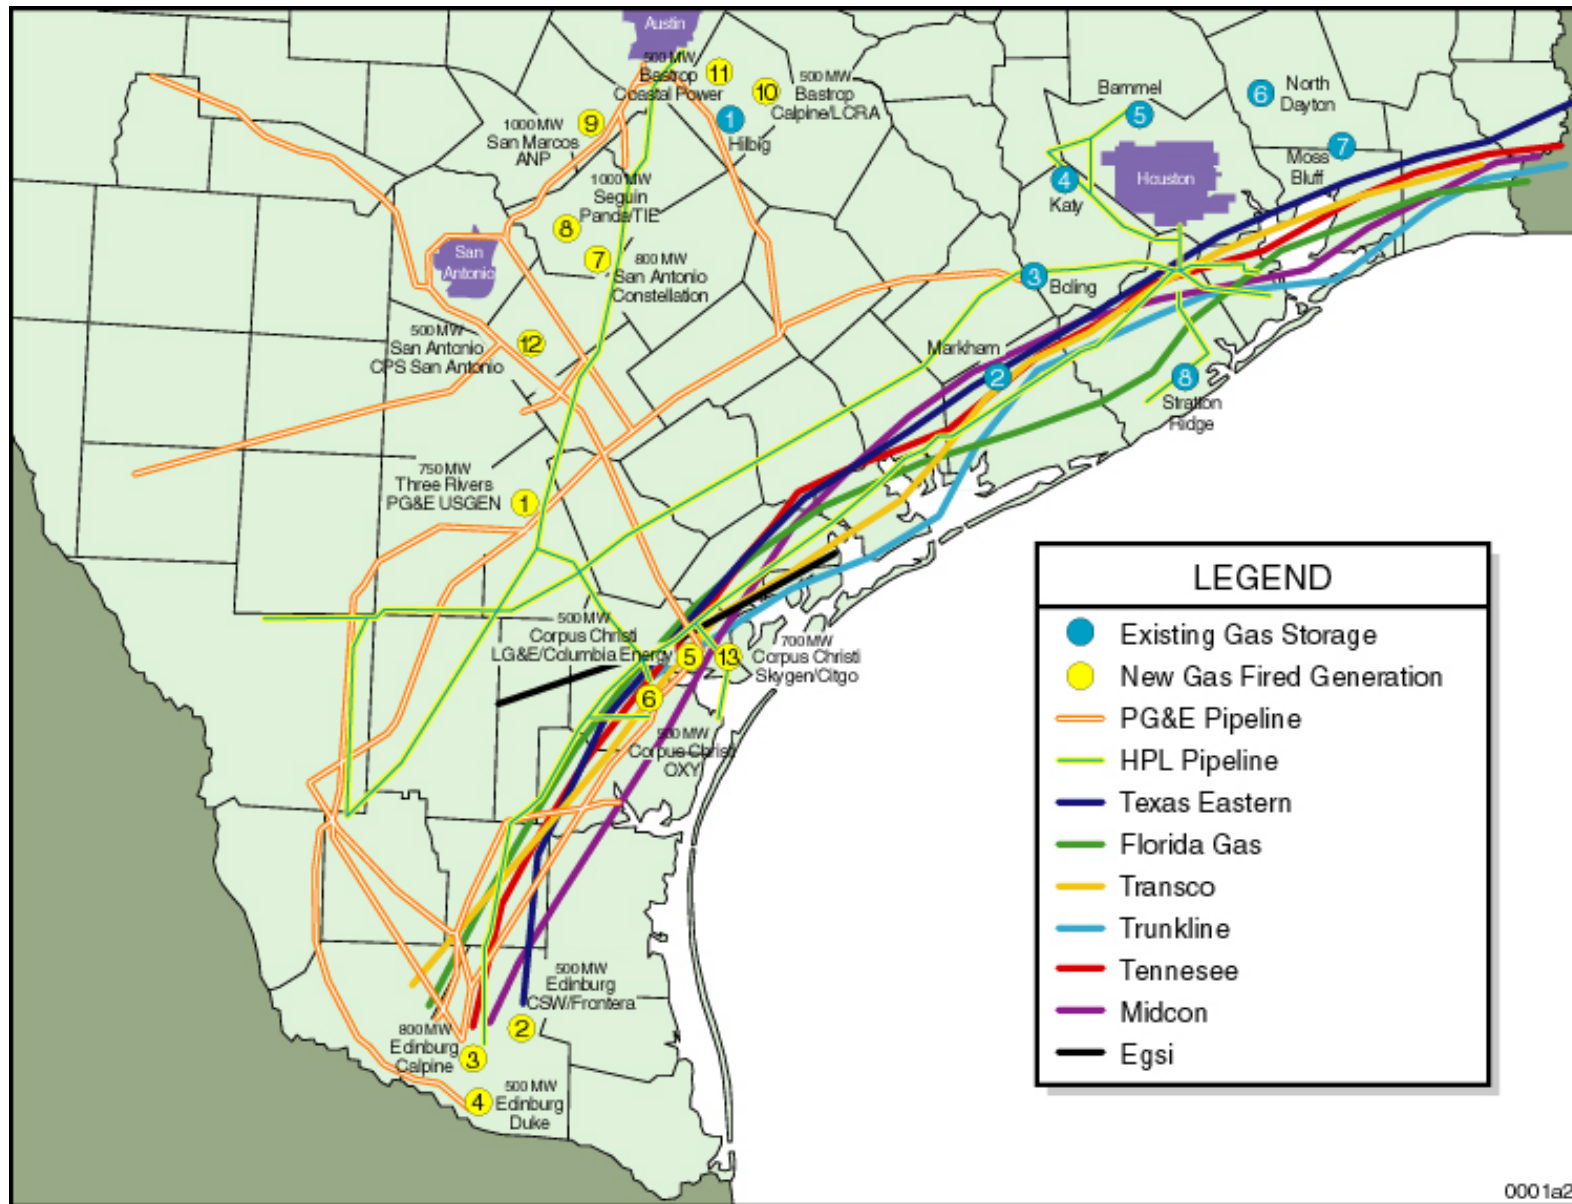 Austin
500 MW
Bastrop
Coastal Power
11
10
500 MW
Bastrop
Calpine/LCRA
1
Hilbig
1000 MW
San Marcos
ANP
9
1000 MW
Seguin
Panda/TIE
8
7
800 MW
San Antonio
Constellation
San
Antonio
500 MW
San Antonio
CPS San Antonio
12
Bammel
5
6
North
Dayton
7
Moss
Bluff
Houston
4
Katy
3
Boling
Markham
2
8
Stratton
Ridge
750 MW
Three Rivers
PG&E USGEN
1
500 MW
Corpus Christi
LG&E/Columbia Energy
5
13
700 MW
Corpus Christi
Skygen/Citgo
6
500 MW
Corpus Christi
OXY
500 MW
Edinburg
CSW/Frontera
2
800 MW
Edinburg
Calpine
3
4
500 MW
Edinburg
Duke
LEGEND
Existing Gas Storage
New Gas Fired Generation
PG&E Pipeline
HPL Pipeline
Texas Eastern
Florida Gas
Transco
Trunkline
Tennesee
Midcon
Egsi
0001a2